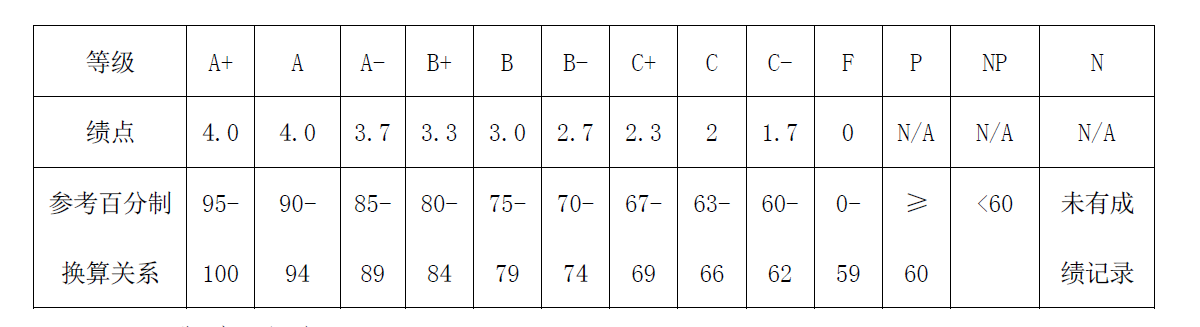 等级 A+ A A- B+ B B- C+ C C- F P NP N
绩点 4.0 4.0 3.7 3.3 3.0 2.7 2.3 2 1.7 0 N/A N/A N/A
参考百分制 95- 90- 85- 80- 75- 70- 67- 63- 60- 0- ≥ <60 未有成
换算关系 100 94 89 84 79 74 69 66 62 59 60 绩记录